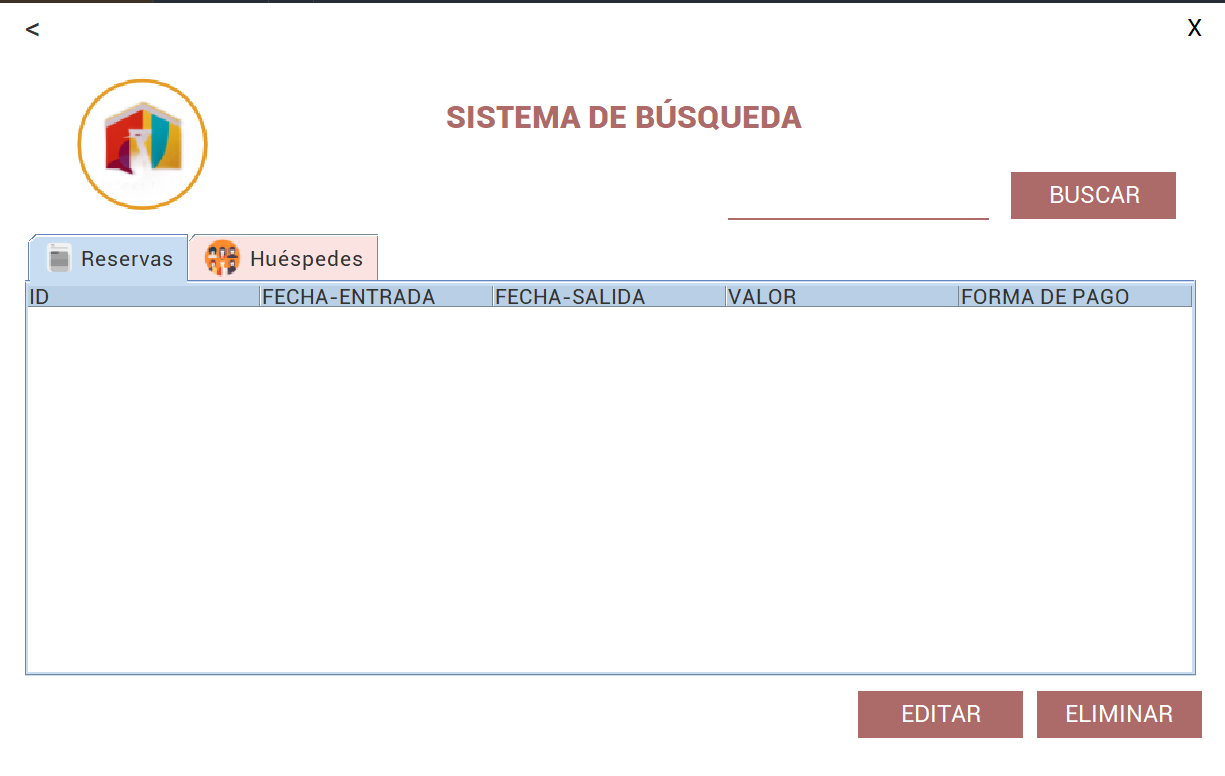 <
X
SISTEMA DE BÚSQUEDA
BUSCAR
Reservas
Huéspedes
ID FECHA-ENTRADA FECHA-SALIDA VALOR FORMA DE PAGO
EDITAR
ELIMINAR